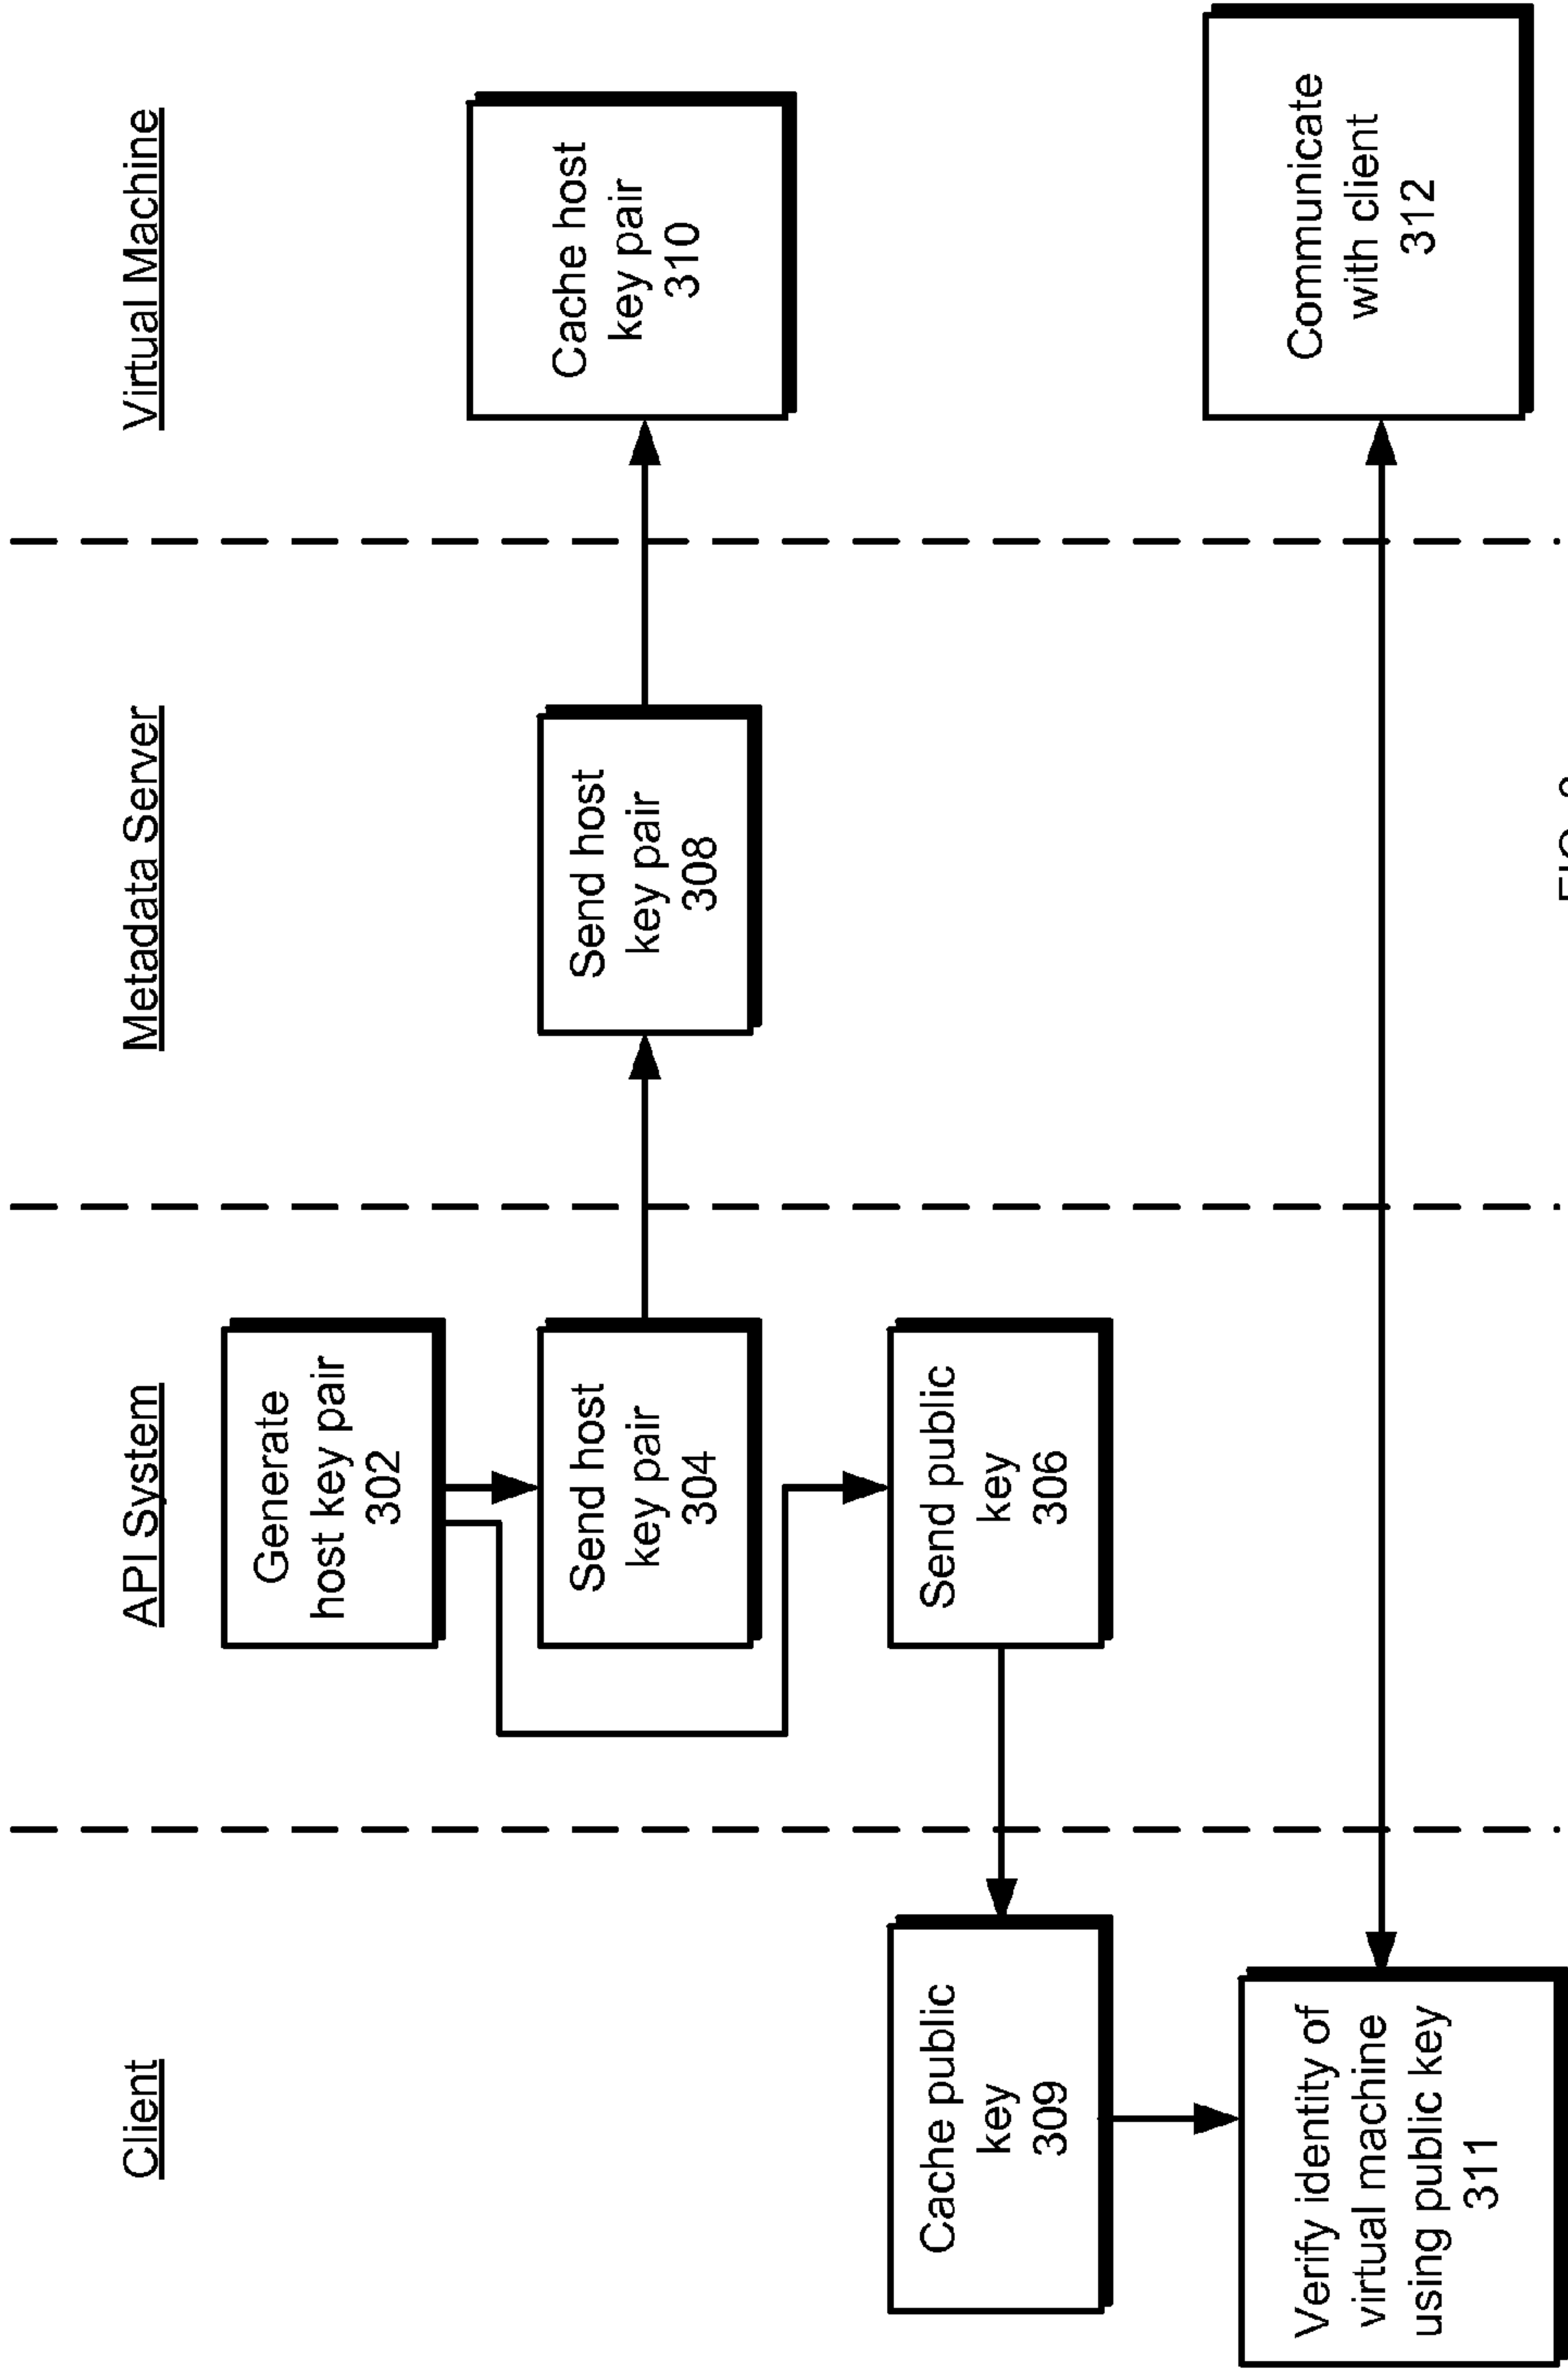 Client
API System
Metadata Server
Virtual Machine
Generate
host key pair
302
Send host
key pair
304
Send host
key pair
308
Cache host
key pair
310
Send public
key
306
Cache public
key
309
Verify identity of
virtual machine
using public key
311
Communicate
with client
312
FIG.